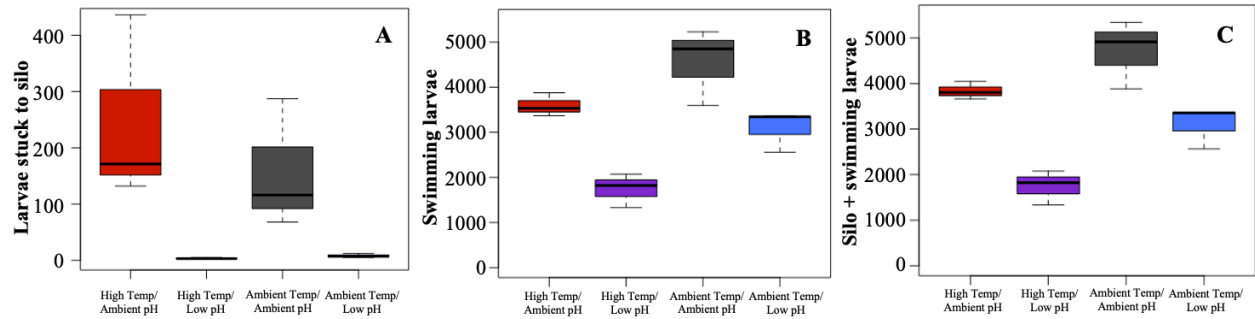 Larvae stuck to silo
400
300
200
100
0
A
High Temp/
Ambient pH
High Temp/
Low pH
Ambient Temp/
Ambient pH
Ambient Temp/
Low pH
Swimming larvae
5000
4000
3000
2000
1000
0
B
High Temp/
Ambient pH
High Temp/
Low pH
Ambient Temp/
Ambient pH
Ambient Temp/
Low pH
Silo + swimming larvae
5000
4000
3000
2000
1000
0
C
High Temp/
Ambient pH
High Temp/
Low pH
Ambient Temp/
Ambient pH
Ambient Temp/
Low pH